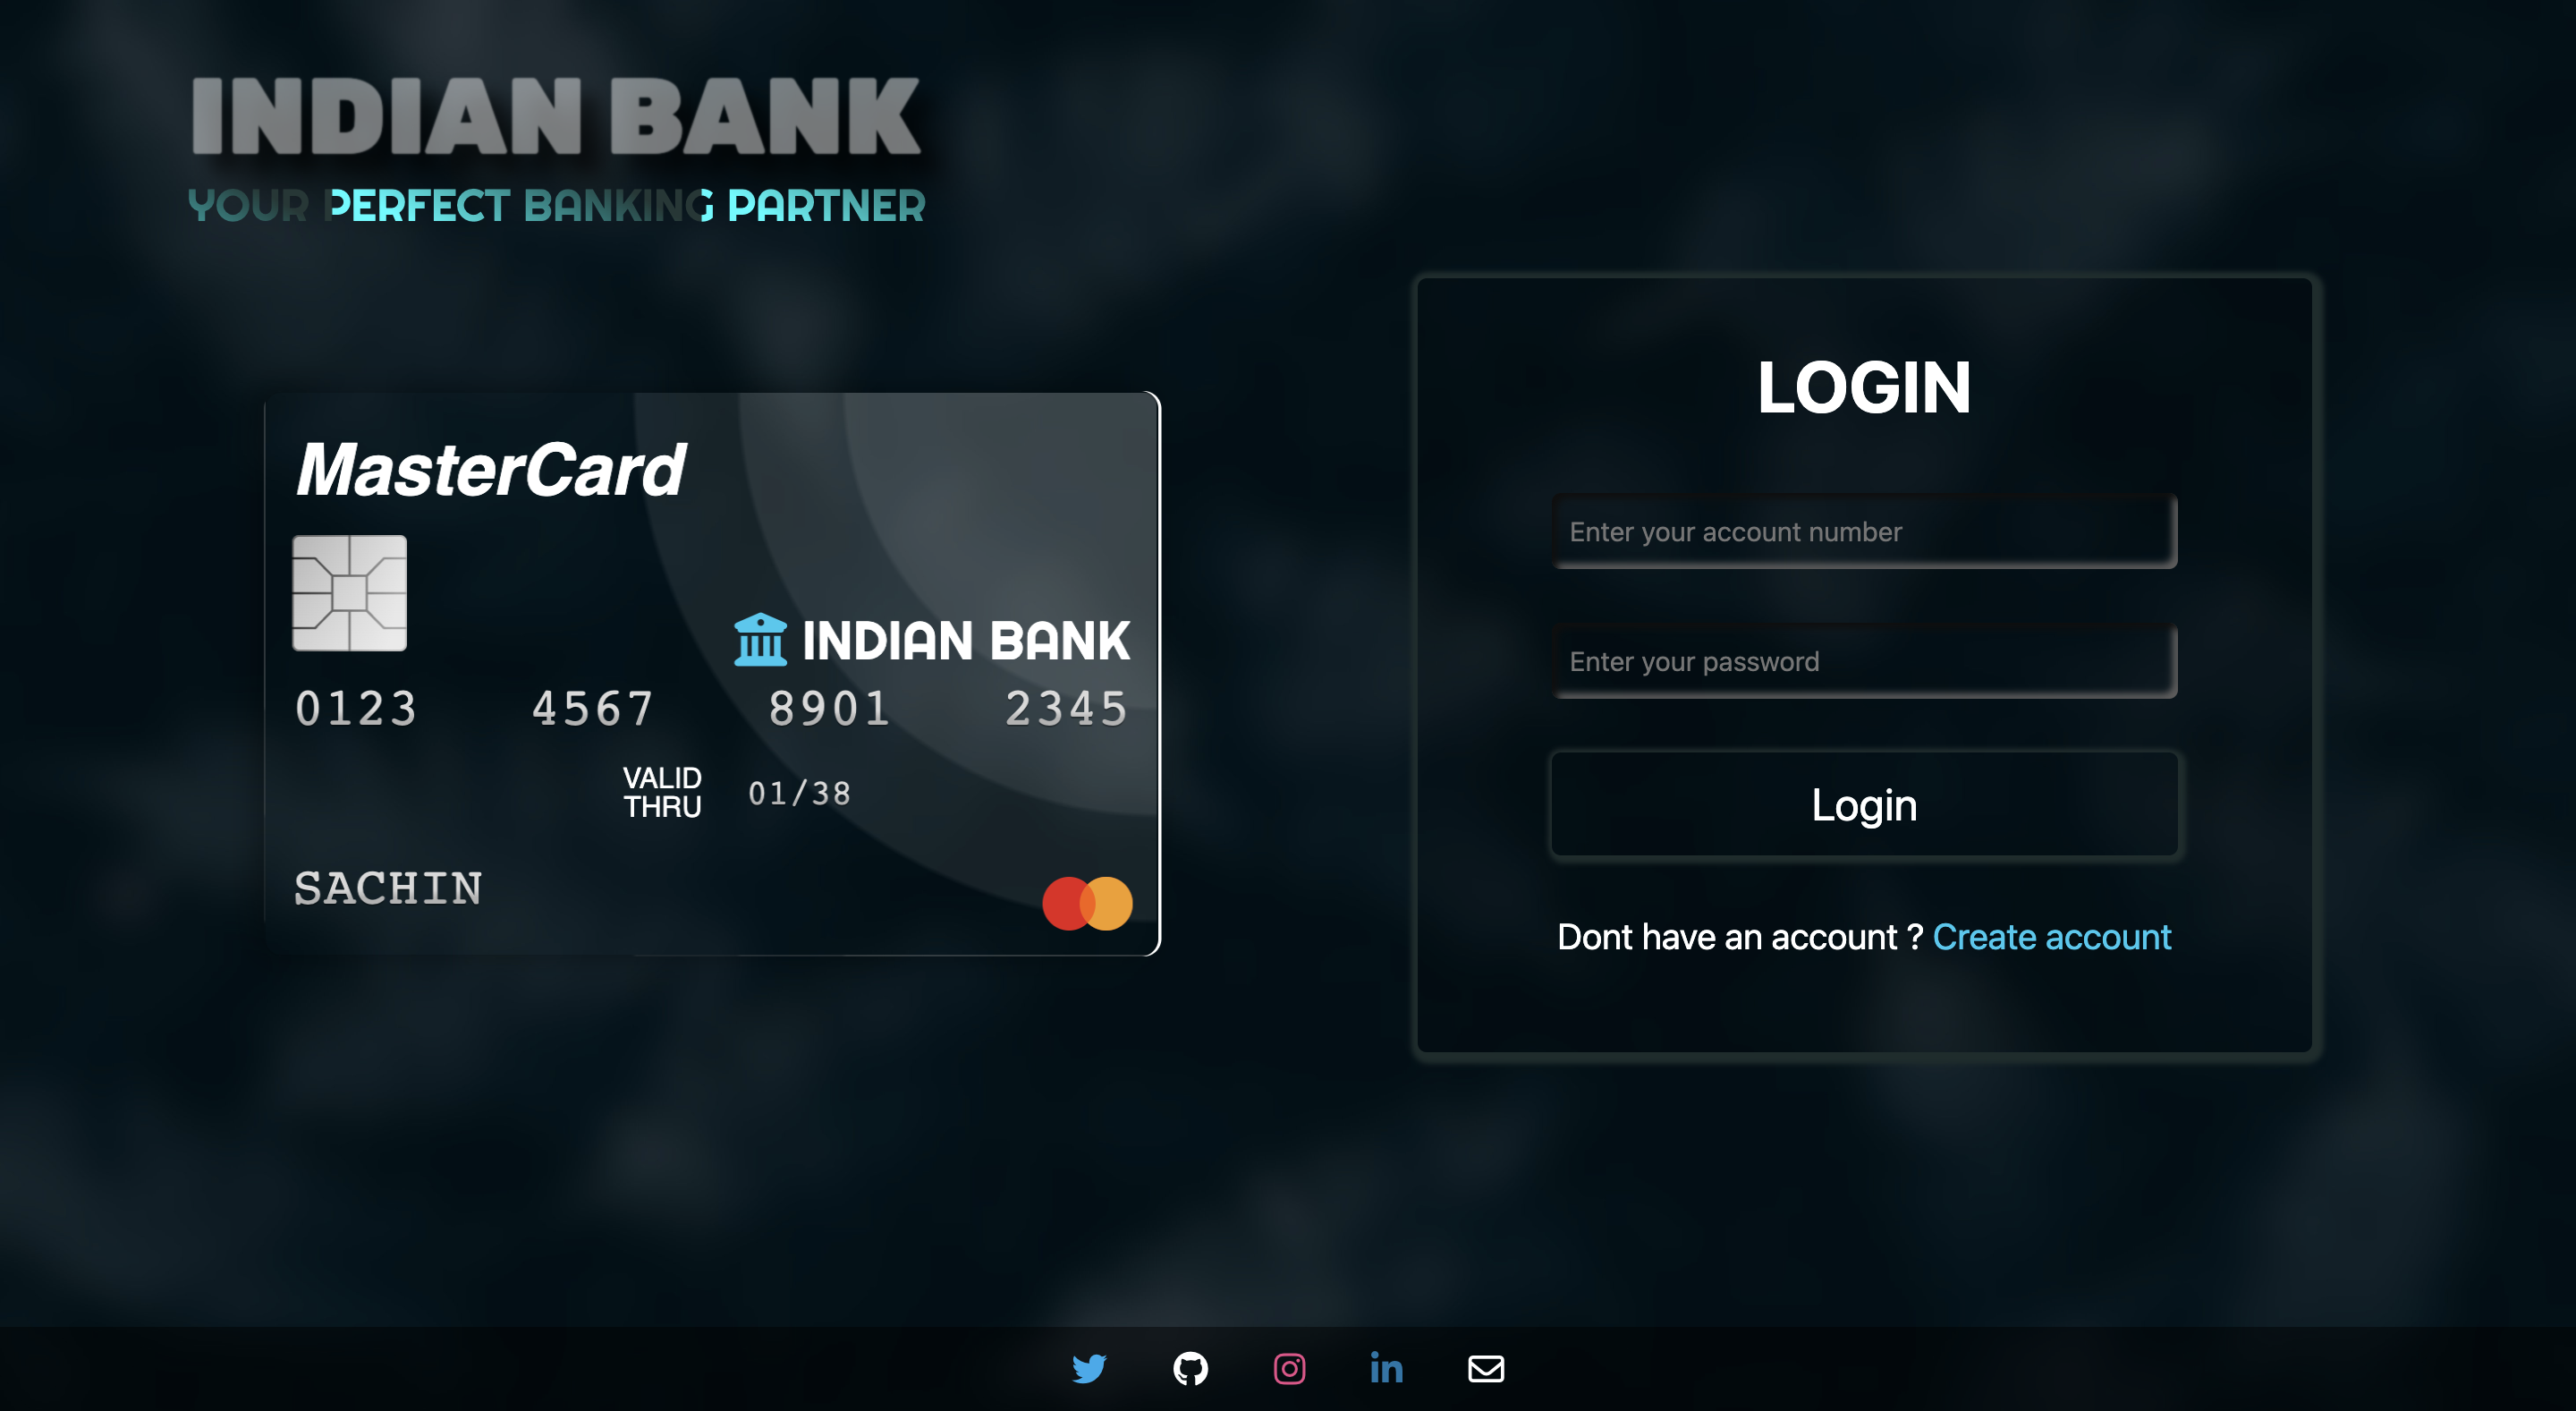 INDIAN BANK
YOUR PERFECT BANKING PARTNER
MasterCard
INDIAN BANK
0123 4567 8901 2345
VALID
THRU
01/38
SACHIN
LOGIN
Enter your account number
Enter your password
Login
Dont have an account ? Create account
in